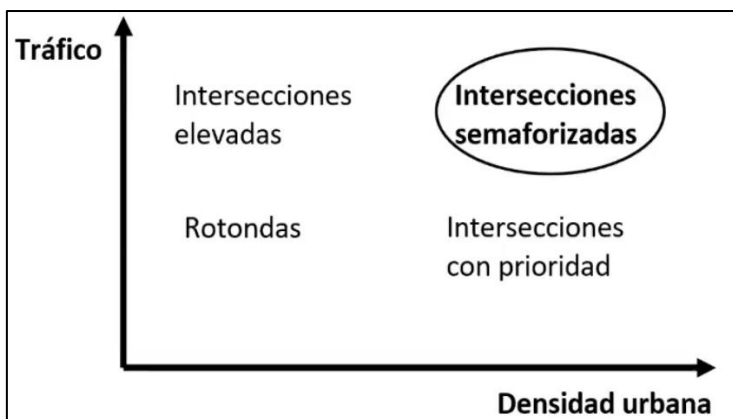 Tráfico
Intersecciones
elevadas
Intersecciones
semaforizadas
Rotondas
Intersecciones
con prioridad
Densidad urbana